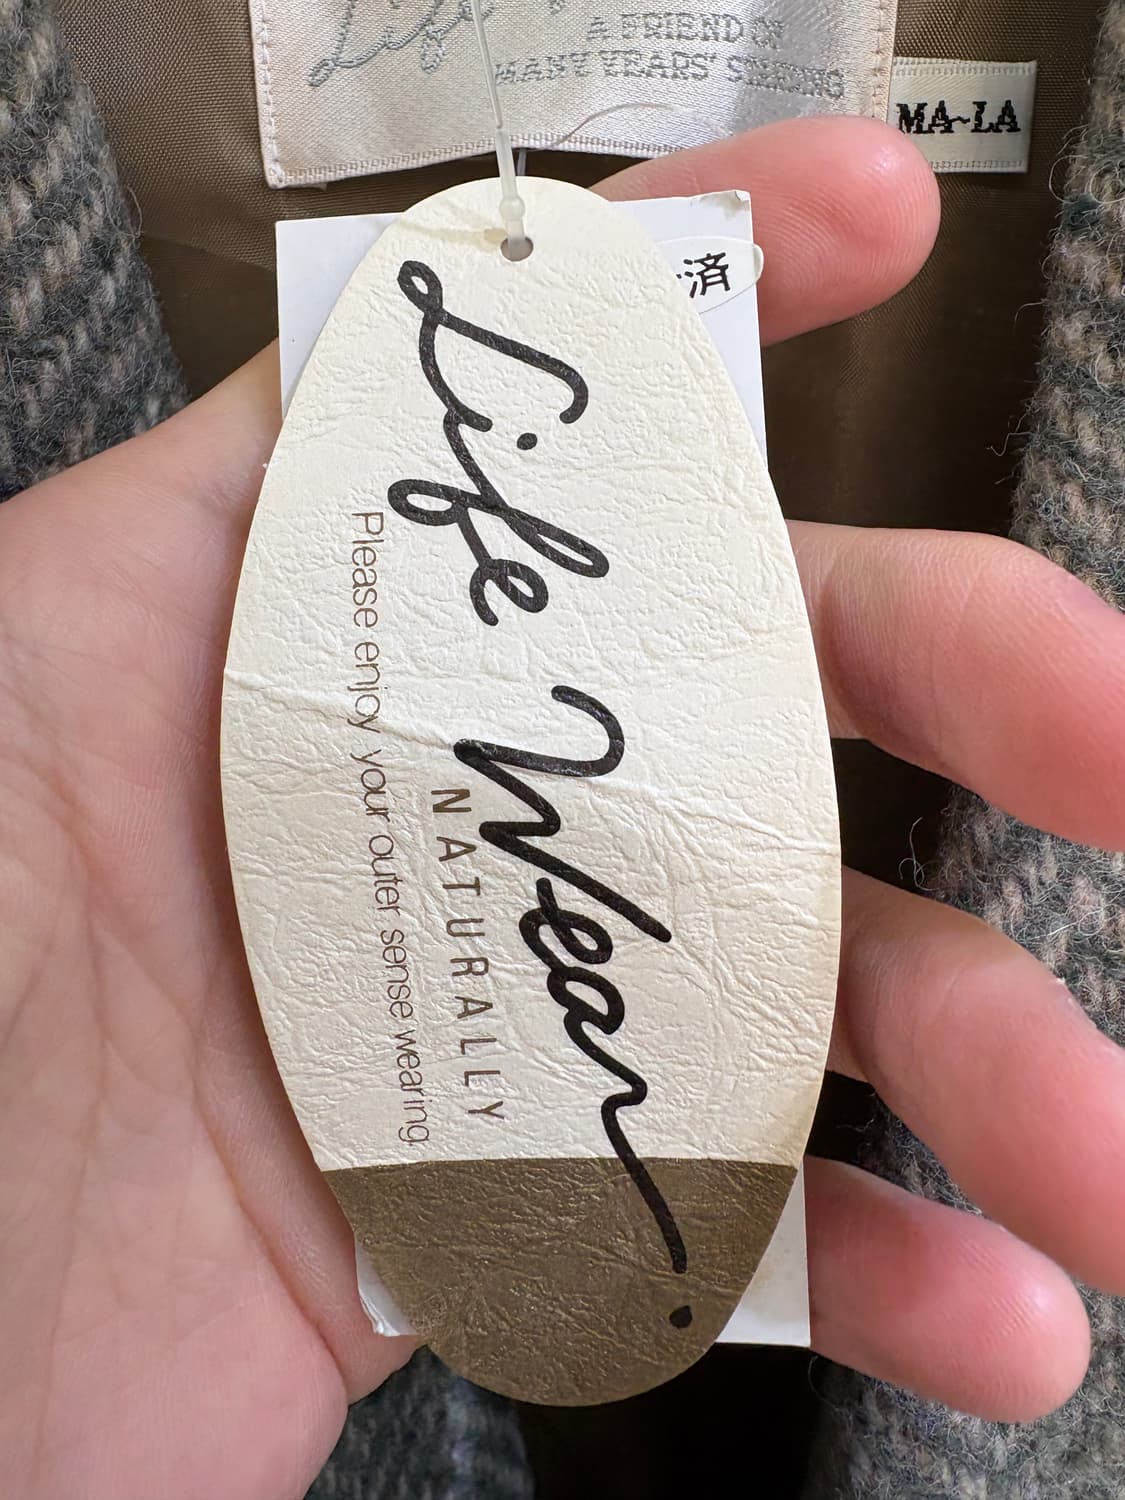 Life
A FRIEND OF
MANY YEARS' STANDING
MA~LA
済
Life Wear.
NATURALLY
Please enjoy your outer sense wearing.